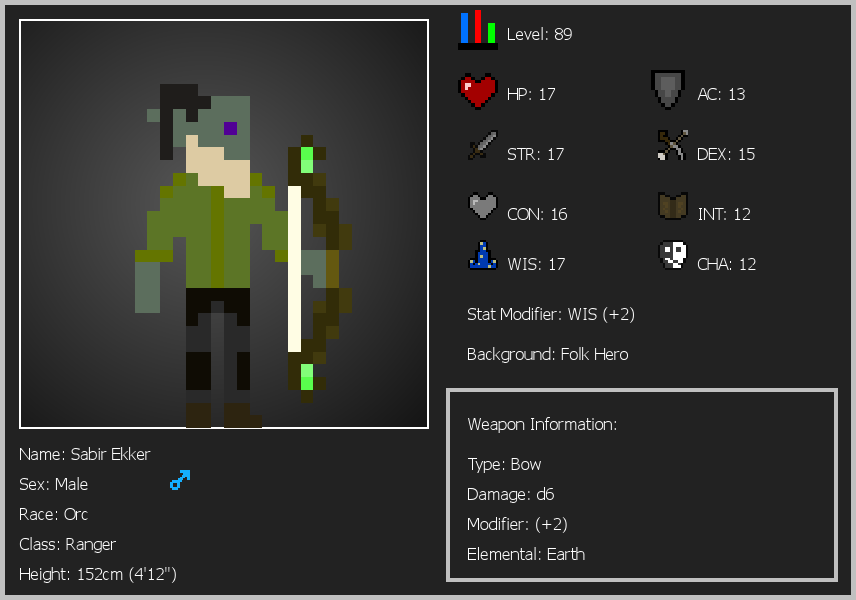 Level: 89
HP: 17
AC: 13
STR: 17
DEX: 15
CON: 16
INT: 12
WIS: 17
CHA: 12
Stat Modifier: WIS (+2)
Background: Folk Hero
Weapon Information:
Type: Bow
Damage: d6
Modifier: (+2)
Elemental: Earth
Name: Sabir Ekker
Sex: Male
Race: Orc
Class: Ranger
Height: 152cm (4'12")